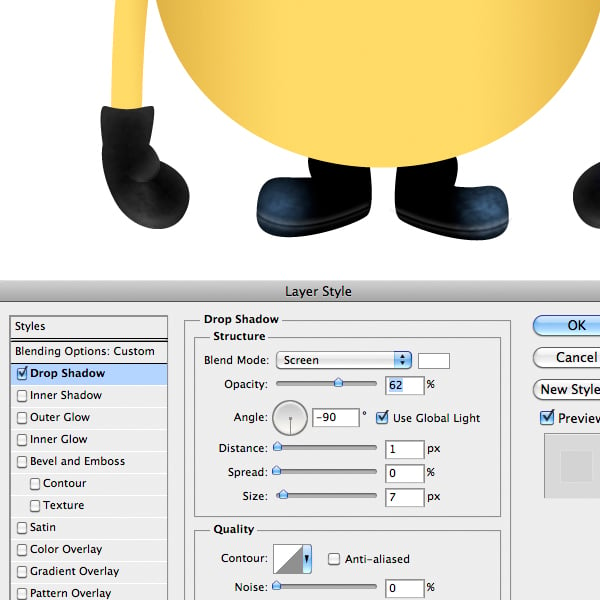 Layer Style
Styles
Blending Options: Custom
Drop Shadow
Inner Shadow
Outer Glow
Inner Glow
Bevel and Emboss
Contour
Texture
Satin
Color Overlay
Gradient Overlay
Pattern Overlay
Drop Shadow
Structure
Blend Mode: Screen
Opacity: 62 %
Angle: -90 ° Use Global Light
Distance: 1 px
Spread: 0 %
Size: 7 px
Quality
Contour: Anti-aliased
Noise: 0 %
OK
Cancel
New Style
Preview